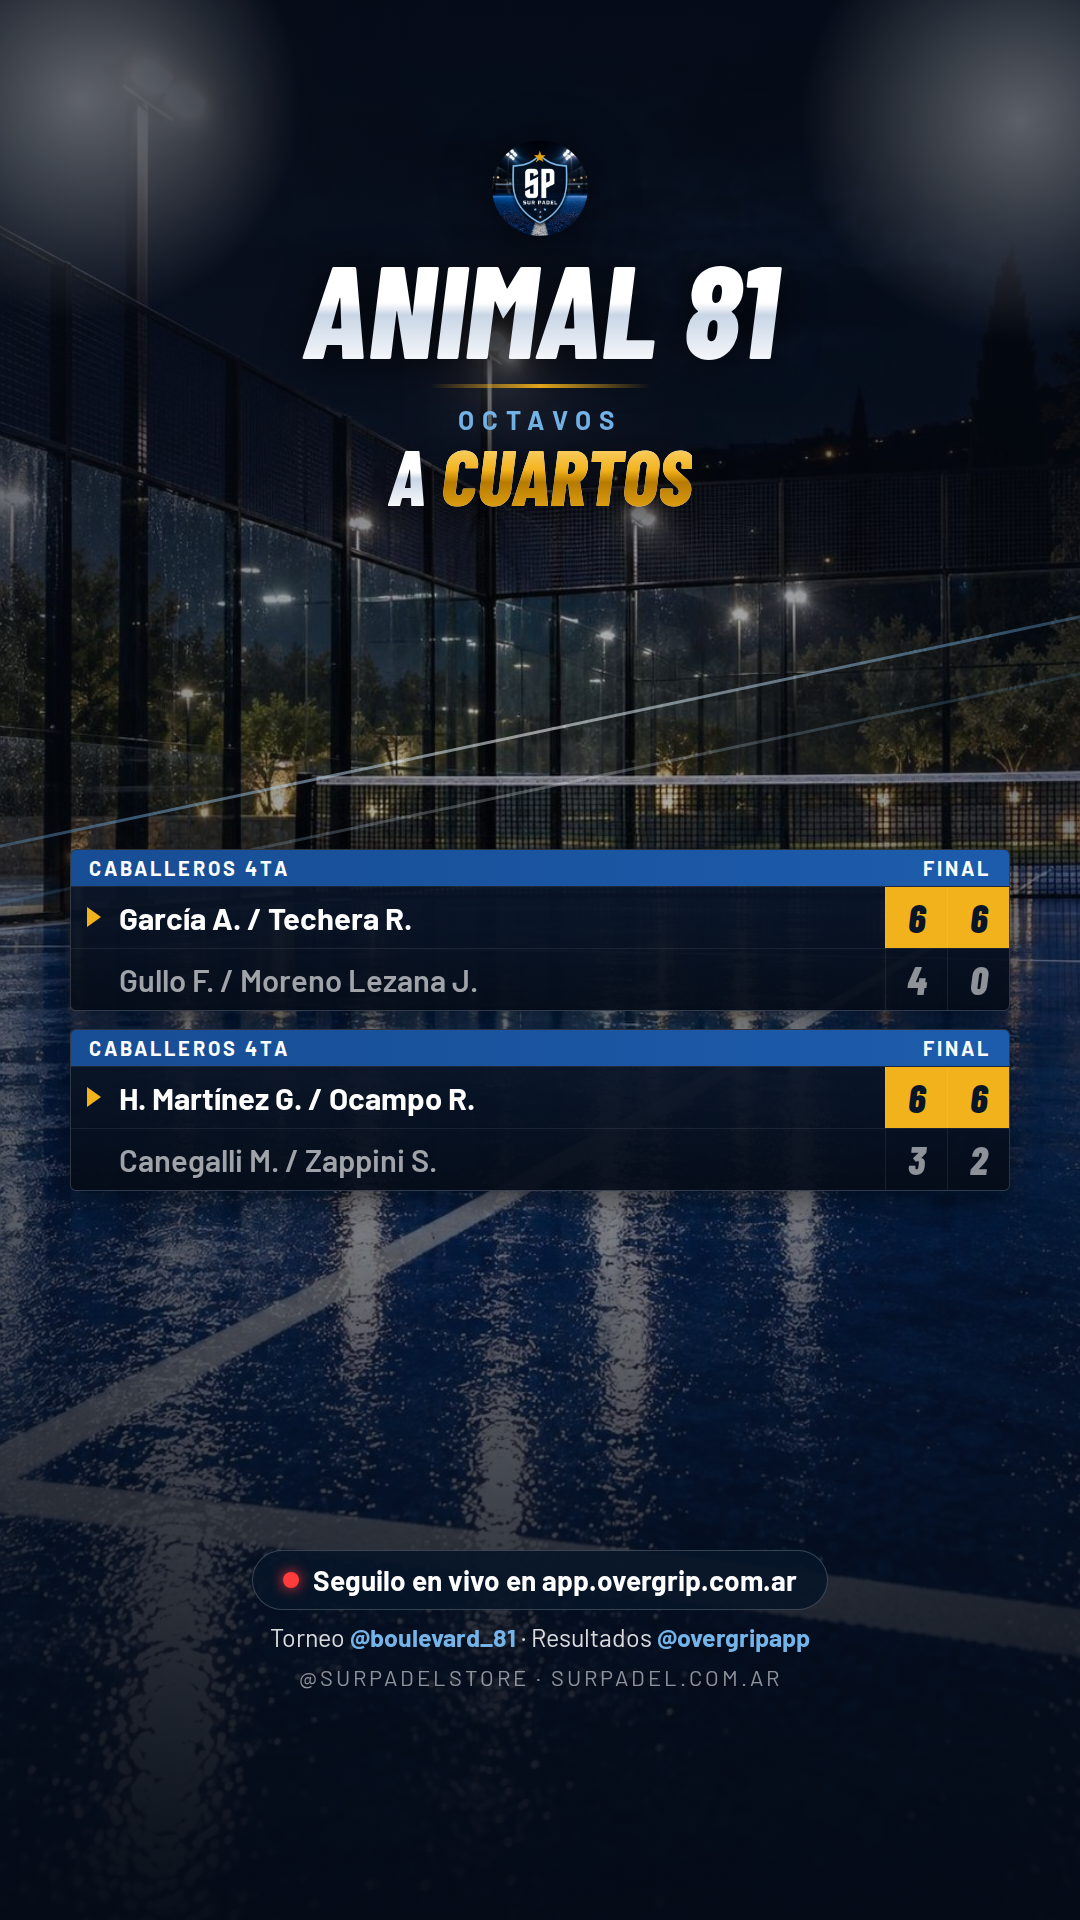 SP
SUR PADEL
ANIMAL 81
OCTAVOS
A CUARTOS
CABALLEROS 4TA FINAL
García A. / Techera R. 6 6
Gullo F. / Moreno Lezana J. 4 0
CABALLEROS 4TA FINAL
H. Martínez G. / Ocampo R. 6 6
Canegalli M. / Zappini S. 3 2
Seguilo en vivo en app.overgrip.com.ar
Torneo @boulevard_81 · Resultados @overgripapp
@SURPADELSTORE · SURPADEL.COM.AR